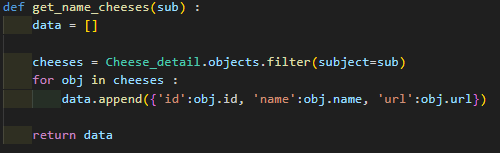 def get_name_cheeses(sub) :
    data = []

    cheeses = Cheese_detail.objects.filter(subject=sub)
    for obj in cheeses :
        data.append({'id':obj.id, 'name':obj.name, 'url':obj.url})

    return data